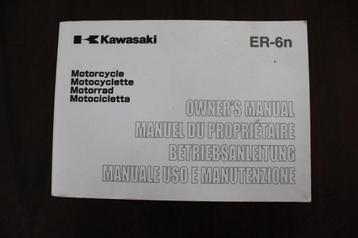 Kawasaki
ER-6n
Motorcycle
Motocyclette
Motorrad
Motocicletta
OWNER'S MANUAL
MANUEL DU PROPRIÉTAIRE
BETRIEBSANLEITUNG
MANUALE USO E MANUTENZIONE